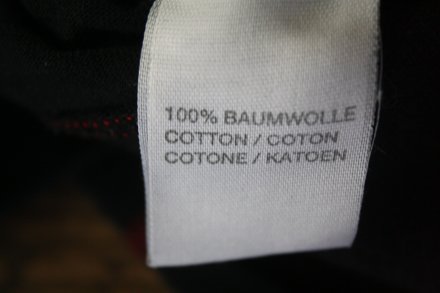 100% BAUMWOLLE
COTTON / COTON
COTONE / KATOEN